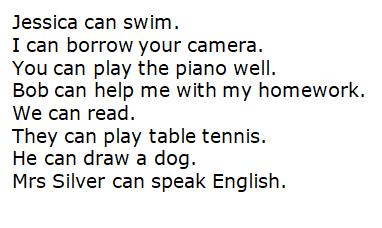 Jessica can swim.
I can borrow your camera.
You can play the piano well.
Bob can help me with my homework.
We can read.
They can play table tennis.
He can draw a dog.
Mrs Silver can speak English.